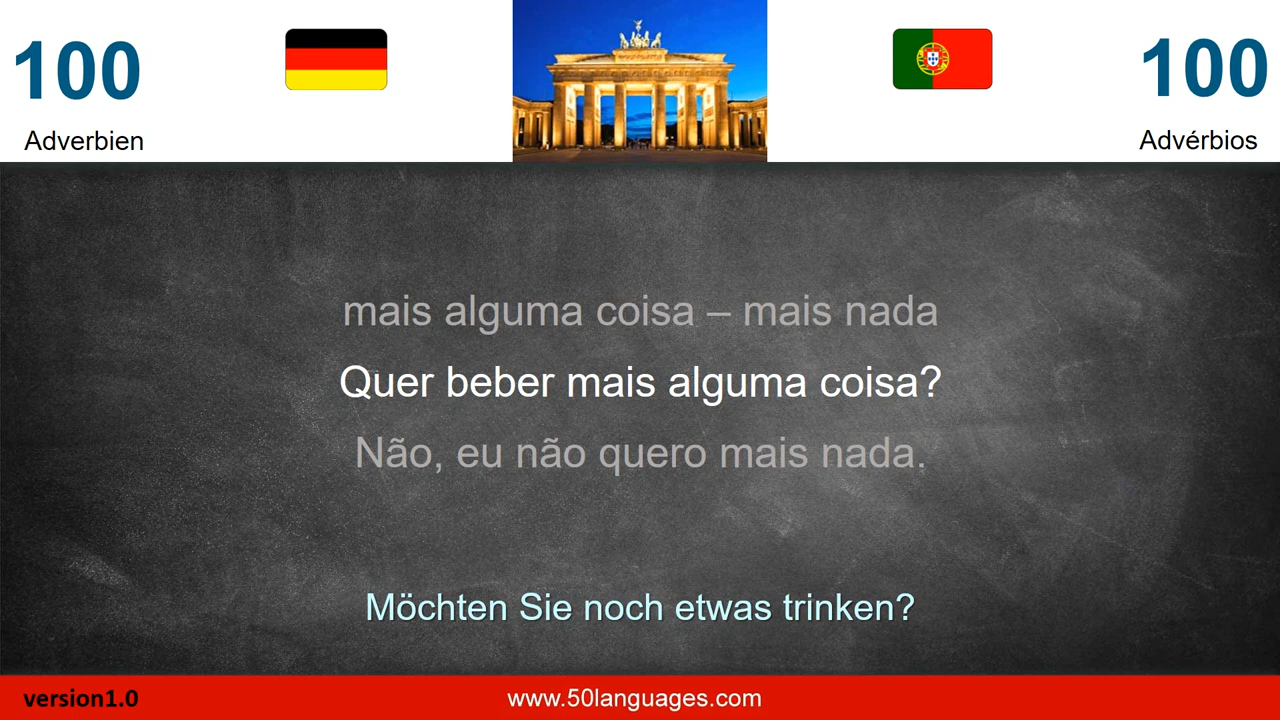 100
100
Adverbien
Advérbios
mais alguma coisa – mais nada
Quer beber mais alguma coisa?
Não, eu não quero mais nada.
Möchten Sie noch etwas trinken?
version1.0
www.50languages.com